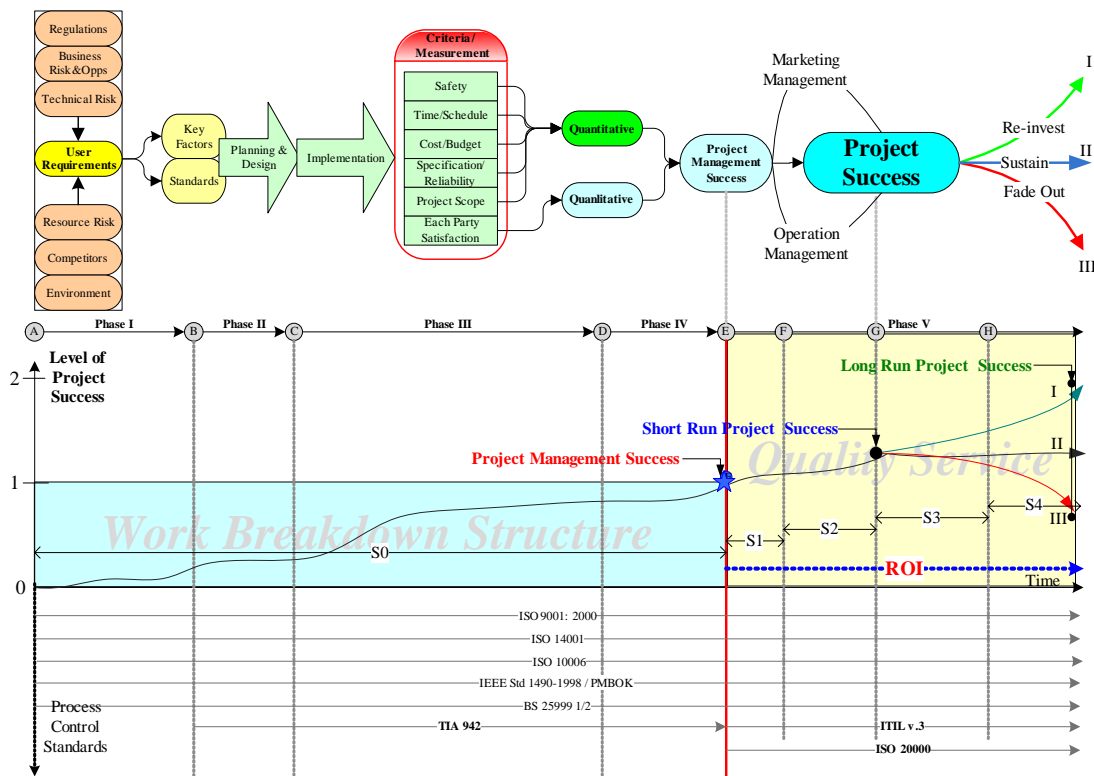 Regulations
Business
Risk&Opps
Technical Risk
User
Requirements
Resource Risk
Competitors
Environment
Key
Factors
Standards
Planning &
Design
Implementation
Criteria/
Measurement
Safety
Time/Schedule
Cost/Budget
Specification/
Reliability
Project Scope
Each Party
Satisfaction
Quantitative
Quanlitative
Project
Management
Success
Marketing
Management
Project
Success
Operation
Management
I
Re-invest
II
Sustain
Fade Out
III
A
Phase I
B
Phase II
C
Phase III
D
Phase IV
E
F
G
Phase V
H
Level of
Project
Success
2
1
0
Long Run Project Success
I
Short Run Project Success
II
Project Management Success
Quality Service
Work Breakdown Structure
S0
S1
S2
S3
S4
III
ROI
Time
ISO 9001: 2000
ISO 14001
ISO 10006
IEEE Std 1490-1998 / PMBOK
BS 25999 1/2
TIA 942
ITIL v.3
ISO 20000
Process
Control
Standards